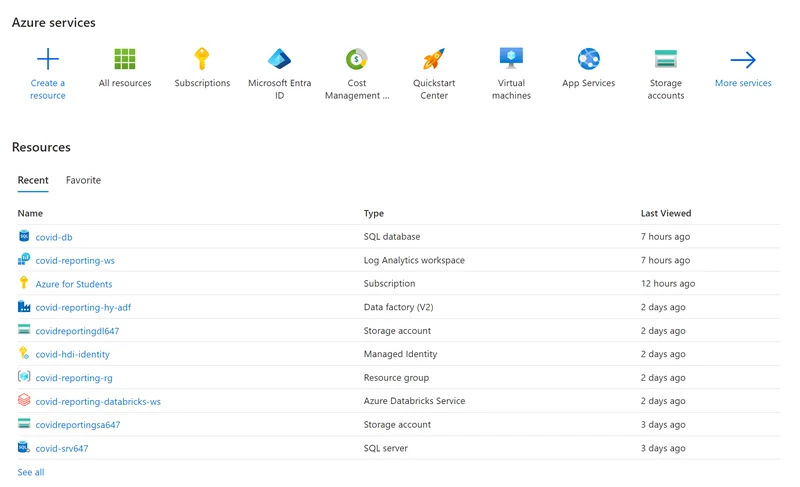 Azure services
Create a resource
All resources
Subscriptions
Microsoft Entra ID
Cost Management ...
Quickstart Center
Virtual machines
App Services
Storage accounts
More services
Resources
Recent Favorite
Name Type Last Viewed
SQL covid-db SQL database 7 hours ago
covid-reporting-ws Log Analytics workspace 7 hours ago
Azure for Students Subscription 12 hours ago
covid-reporting-hy-adf Data factory (V2) 2 days ago
covidreportingdl647 Storage account 2 days ago
covid-hdi-identity Managed Identity 2 days ago
covid-reporting-rg Resource group 2 days ago
covid-reporting-databricks-ws Azure Databricks Service 2 days ago
covidreportingsa647 Storage account 3 days ago
SQL covid-srv647 SQL server 3 days ago
See all